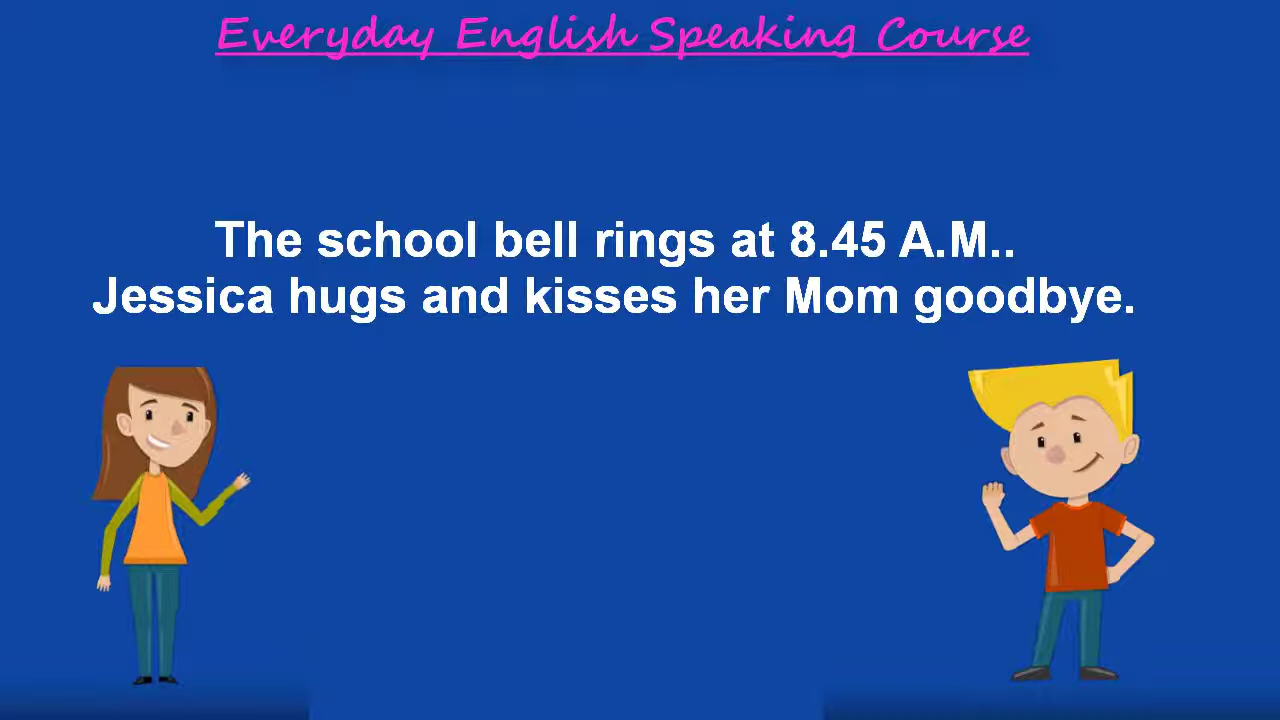 Everyday English Speaking Course
The school bell rings at 8.45 A.M..
Jessica hugs and kisses her Mom goodbye.